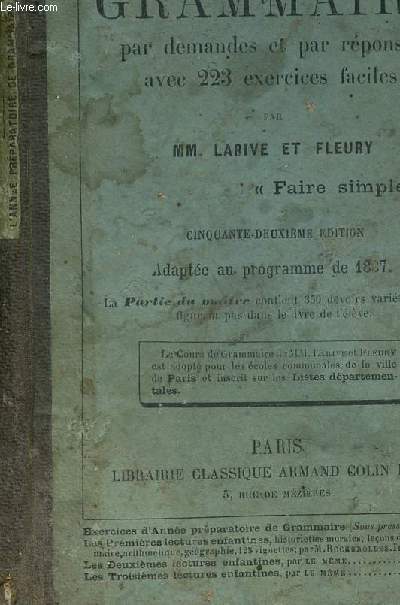 © Le-livre.com
L'ANNÉE PRÉPARATOIRE DE
GRAMMAIR
par demandes et par répons
avec 223 exercices faciles
PAR
MM. LARIVE ET FLEURY
« Faire simple
CINQUANTE-DEUXIÈME ÉDITION
Adaptée au programme de 1887.
La Partie du maître contient 350 devoirs varié
figurant pas dans le livre de l'élève.
Le Cours de Grammaire de MM. LARIVE et FLEURY
est adopté pour les écoles communales de la ville
de Paris et inscrit sur les Listes départemen-
tales.
PARIS
LIBRAIRIE CLASSIQUE ARMAND COLIN
5, RUE DE MÉZIÈRES
Exercices d'Année préparatoire de Grammaire (Sous press
Les Premières lectures enfantines, historiettes morales, leçons
maire, arithmétique, géographie, 125 vignettes; par M.
Les Deuxièmes lectures enfantines, par LE MÊME
Les Troisièmes lectures enfantines, par LE MÊME